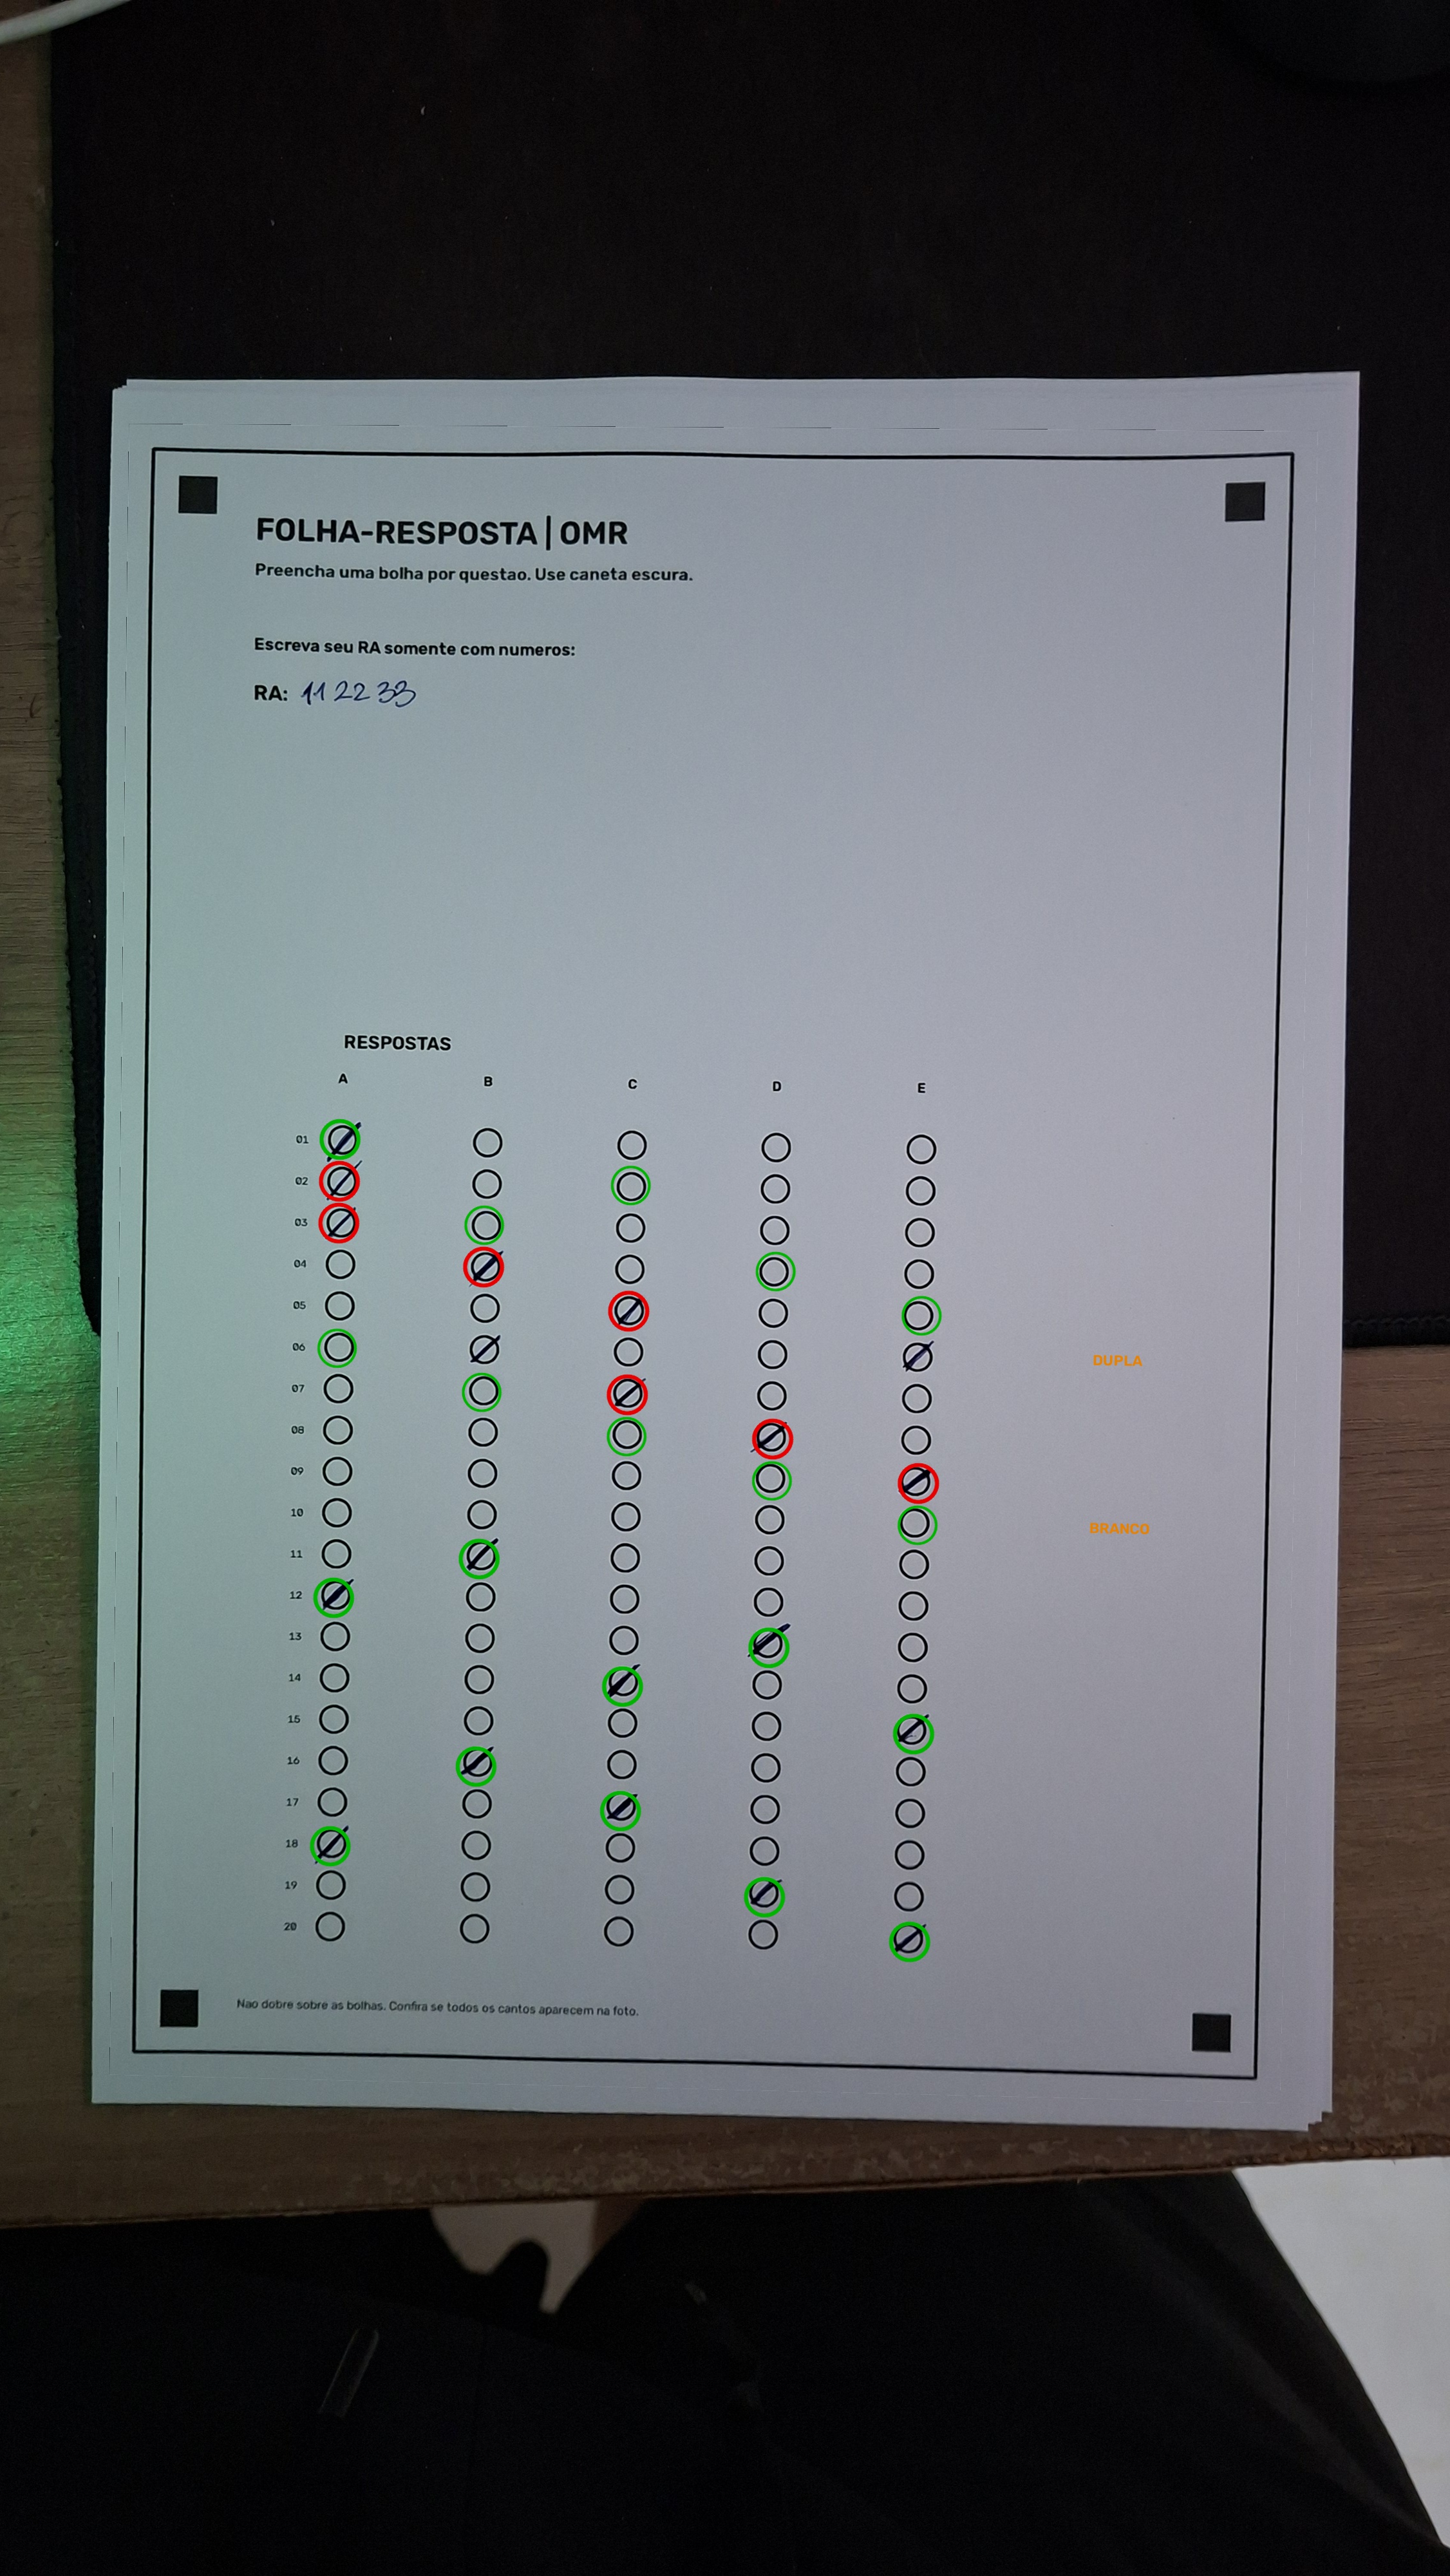 FOLHA-RESPOSTA | OMR
Preencha uma bolha por questao. Use caneta escura.
Escreva seu RA somente com numeros:
RA: 112233
RESPOSTAS
A B C D E
01
02
03
04
05
06 DUPLA
07
08
09
10 BRANCO
11
12
13
14
15
16
17
18
19
20
Nao dobre sobre as bolhas. Confira se todos os cantos aparecem na foto.